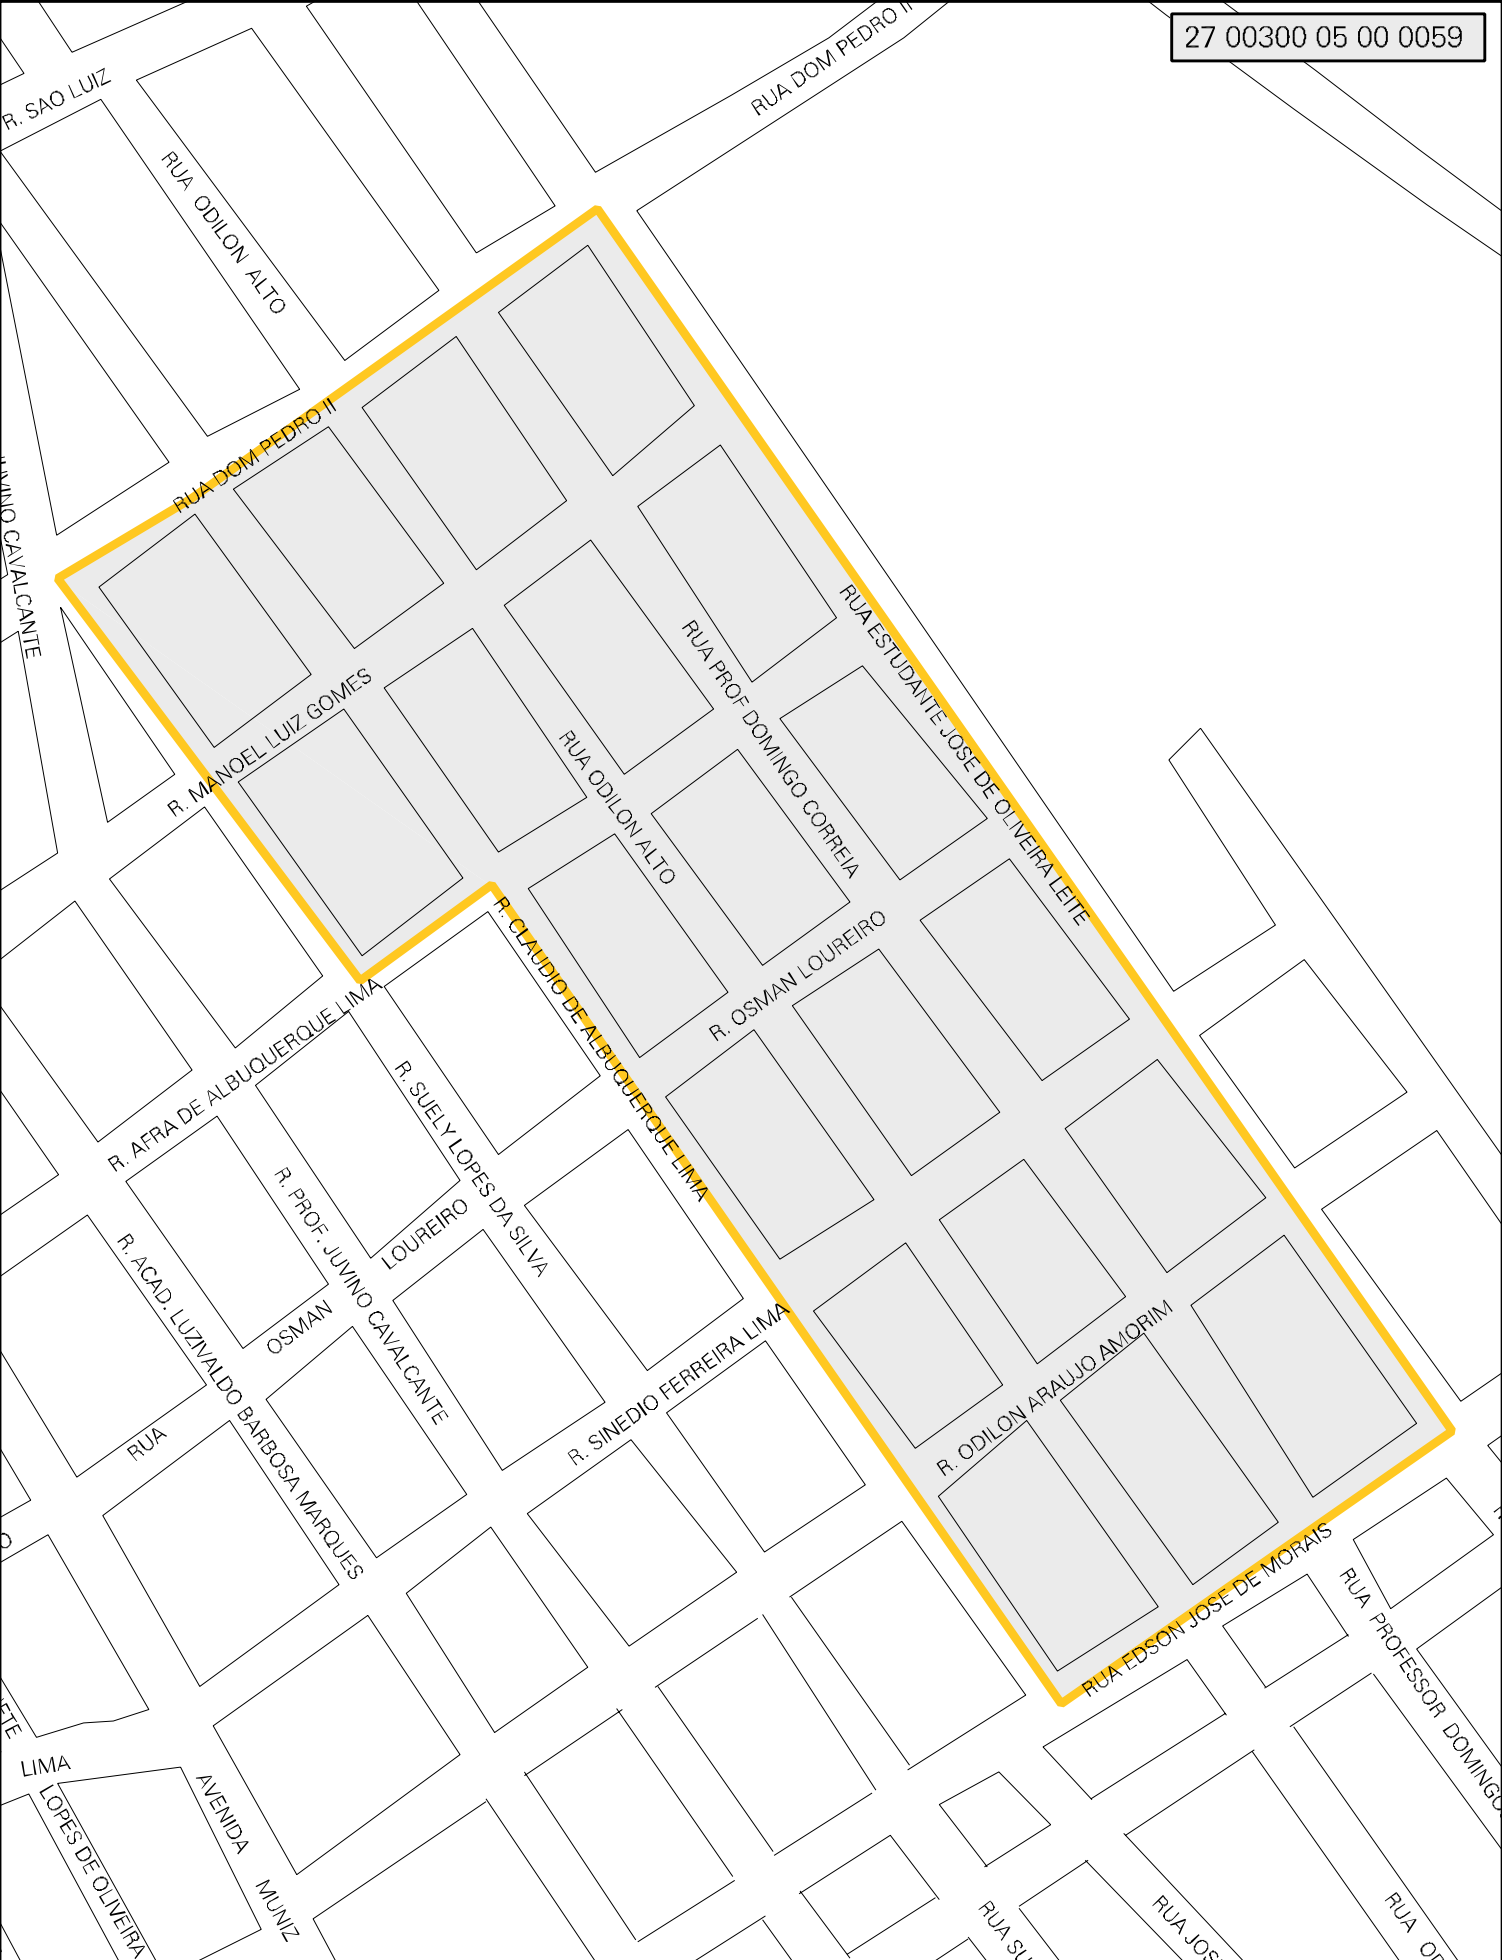 27 00300 05 00 0059
RUA DOM PEDRO II
R. SAO LUIZ
RUA ODILON ALTO
RUA DOM PEDRO II
CAVALCANTE
R. MANOEL LUIZ GOMES
RUA ESTUDANTE JOSE DE OLIVEIRA LEITE
RUA PROF DOMINGO CORREIA
RUA ODILON ALTO
R. CLAUDIO DE ALBUQUERQUE LIMA
R. OSMAN LOUREIRO
R. AFRA DE ALBUQUERQUE LIMA
R. SUELY LOPES DA SILVA
R. PROF. JUVINO CAVALCANTE
RUA OSMAN LOUREIRO
R. ACAD. LUZIVALDO BARBOSA MARQUES
R. SINEDIO FERREIRA LIMA
R. ODILON ARAUJO AMORIM
RUA EDSON JOSE DE MORAIS
RUA PROFESSOR DOMINGO
LIMA
LOPES DE OLIVEIRA
AVENIDA MUNIZ
RUA
RUA
RUA